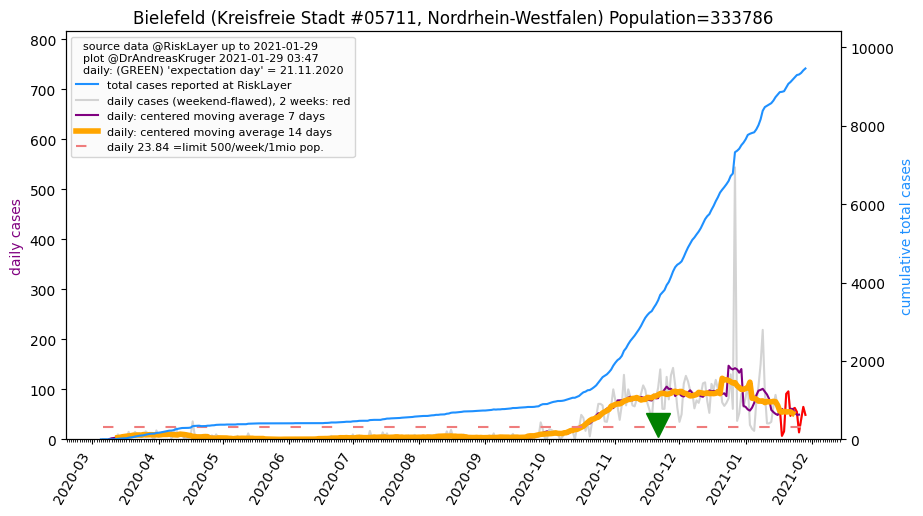 Bielefeld (Kreisfreie Stadt #05711, Nordrhein-Westfalen) Population=333786
source data @RiskLayer up to 2021-01-29
plot @DrAndreasKruger 2021-01-29 03:47
daily: (GREEN) 'expectation day' = 21.11.2020
total cases reported at RiskLayer
daily cases (weekend-flawed), 2 weeks: red
daily: centered moving average 7 days
daily: centered moving average 14 days
daily 23.84 =limit 500/week/1mio pop.
daily cases
800
700
600
500
400
300
200
100
0
cumulative total cases
10000
8000
6000
4000
2000
0
2020-03
2020-04
2020-05
2020-06
2020-07
2020-08
2020-09
2020-10
2020-11
2020-12
2021-01
2021-02